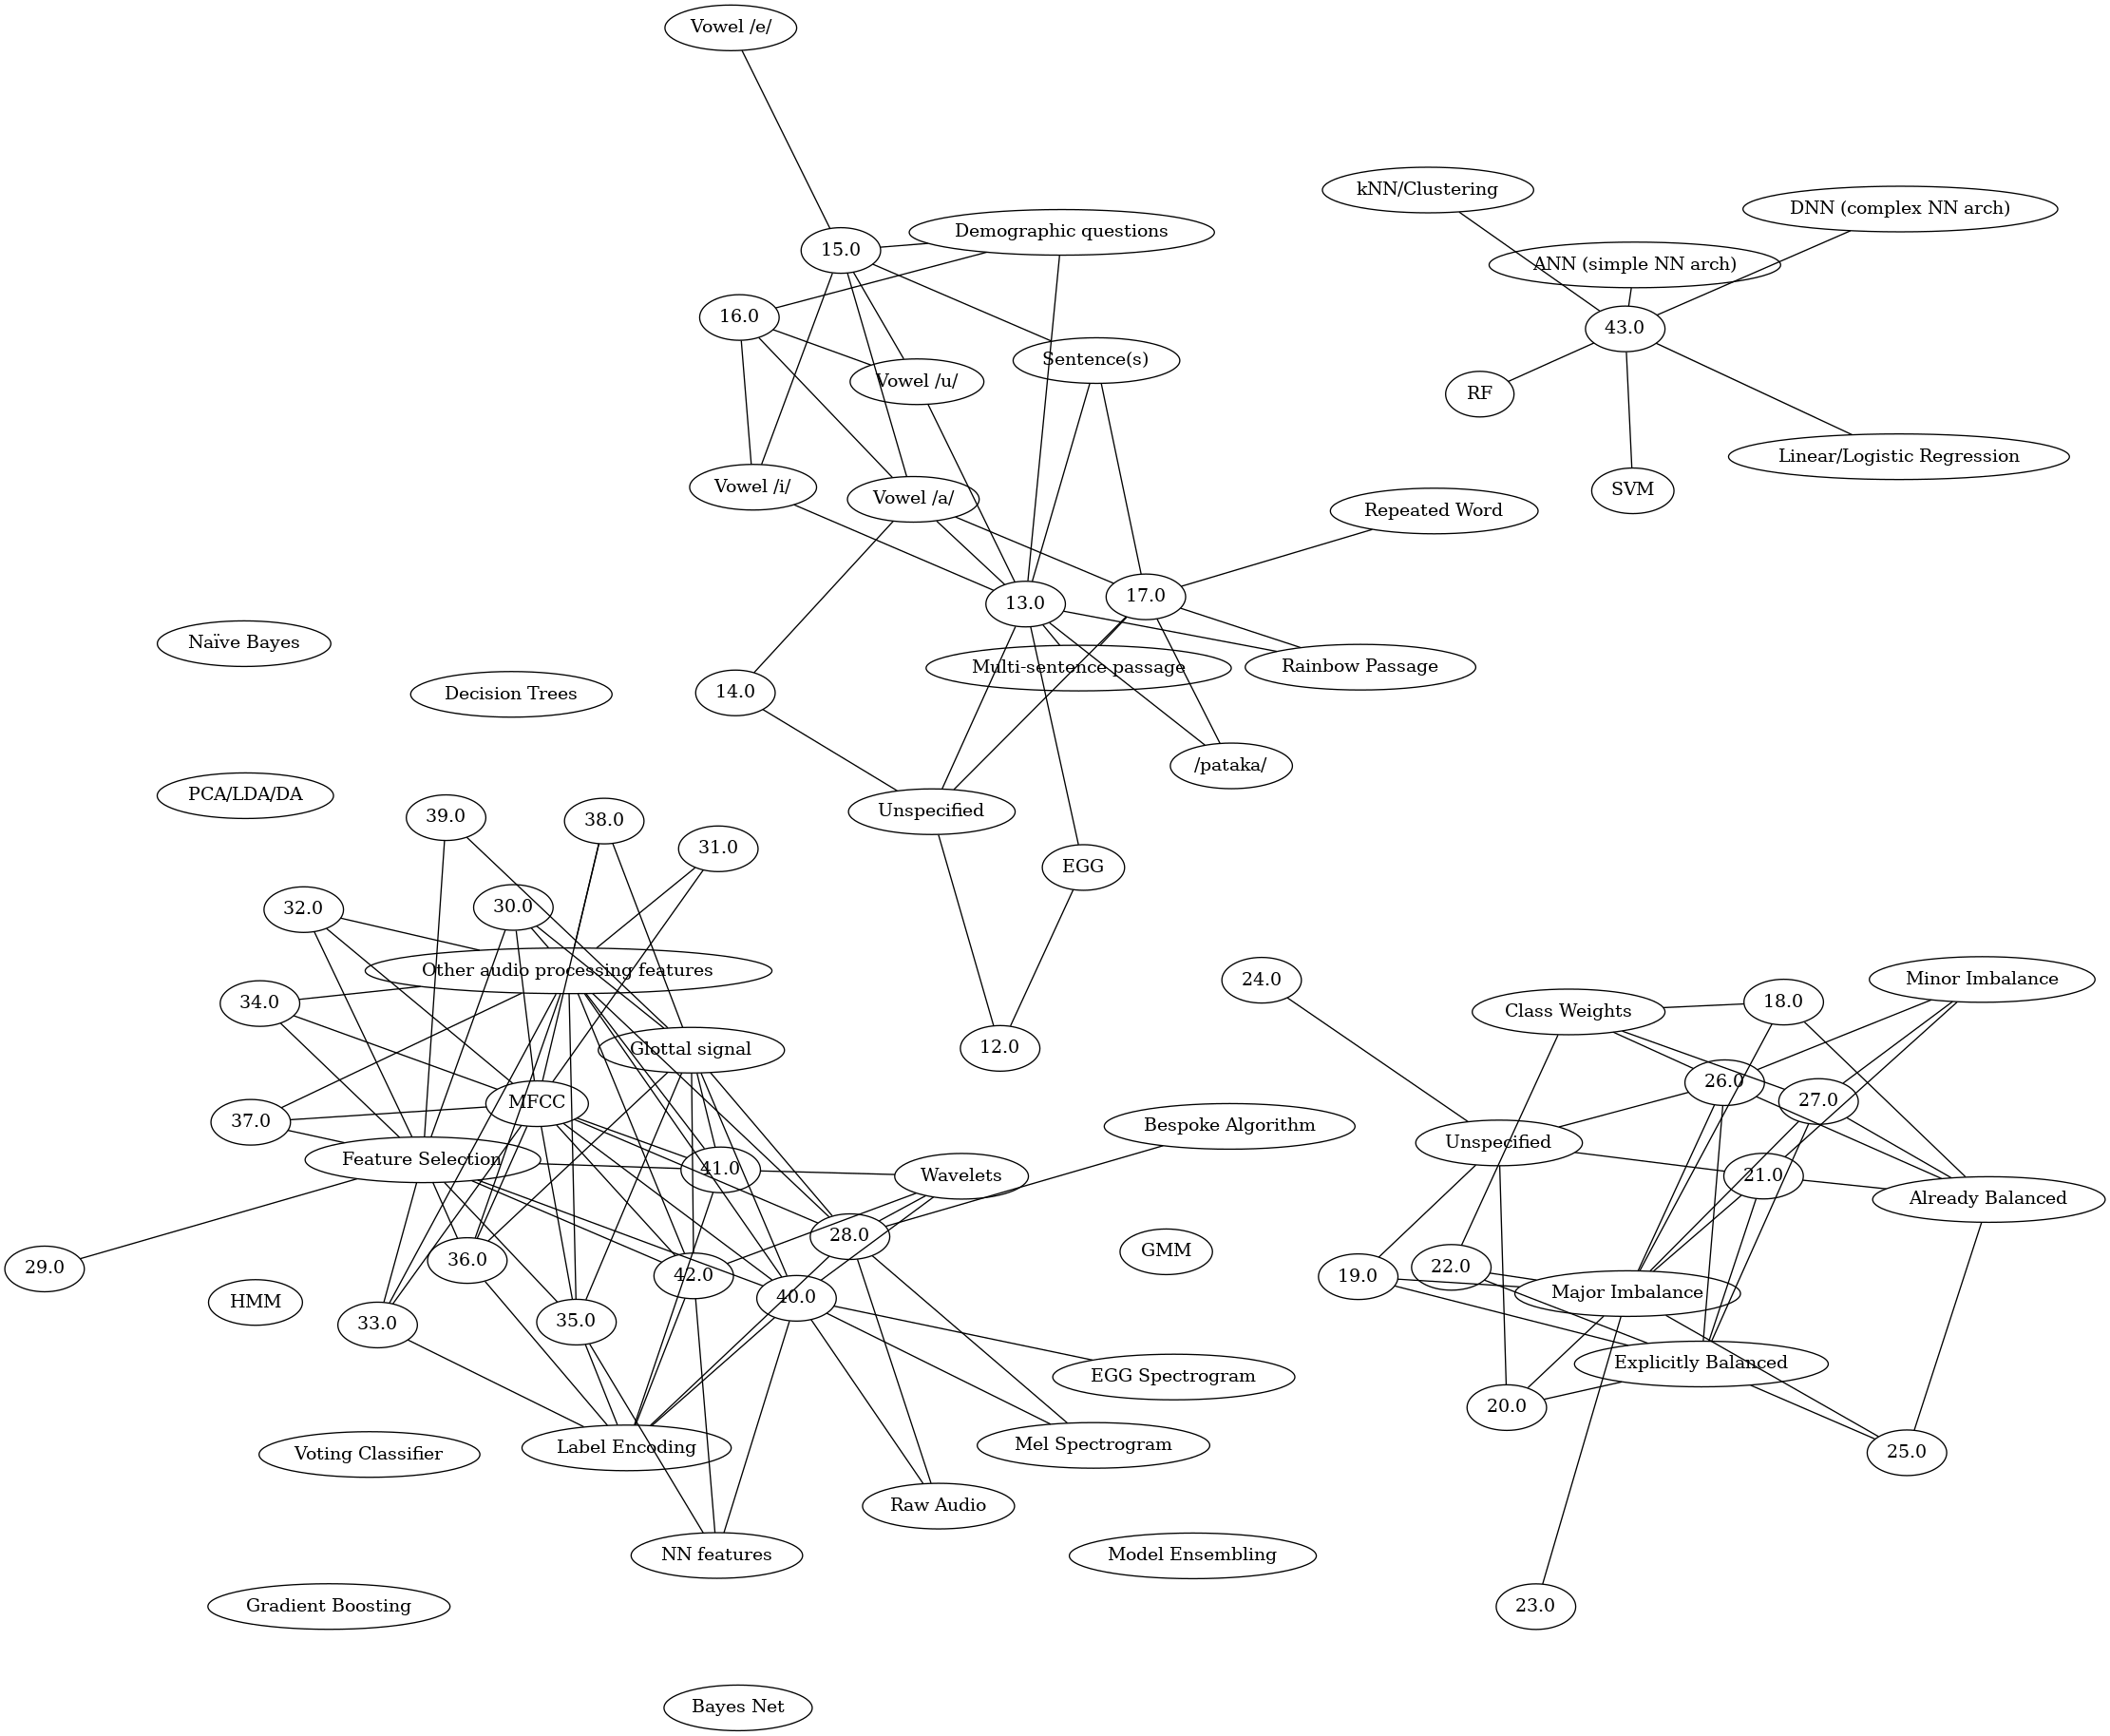 Vowel /e/
kNN/Clustering
DNN (complex NN arch)
Demographic questions
15.0
ANN (simple NN arch)
16.0
43.0
Sentence(s)
Vowel /u/
RF
Linear/Logistic Regression
Vowel /i/
SVM
Vowel /a/
Repeated Word
17.0
13.0
Naïve Bayes
Multi-sentence passage
Rainbow Passage
Decision Trees
14.0
/pataka/
PCA/LDA/DA
Unspecified
39.0
38.0
31.0
EGG
30.0
32.0
Other audio processing features
24.0
Minor Imbalance
34.0
18.0
Class Weights
Glottal signal
12.0
26.0
27.0
MFCC
37.0
Bespoke Algorithm
Unspecified
Feature Selection
41.0
Wavelets
21.0
Already Balanced
28.0
GMM
36.0
29.0
22.0
42.0
19.0
Major Imbalance
40.0
HMM
35.0
33.0
Explicitly Balanced
EGG Spectrogram
20.0
Mel Spectrogram
Label Encoding
Voting Classifier
25.0
Raw Audio
NN features
Model Ensembling
Gradient Boosting
23.0
Bayes Net